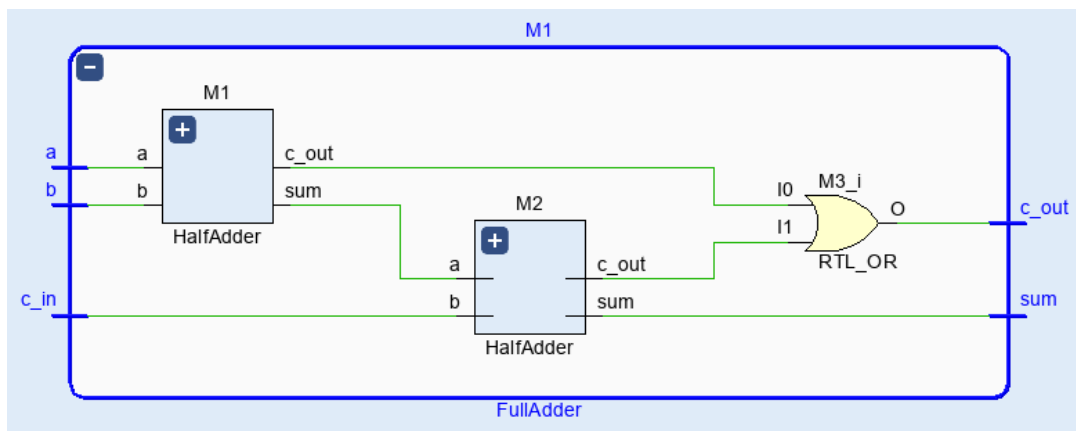 M1
M1
a
a
c_out
b
b
sum
HalfAdder
M2
a
c_out
c_in
b
sum
HalfAdder
M3_i
I0
O
I1
RTL_OR
c_out
sum
FullAdder